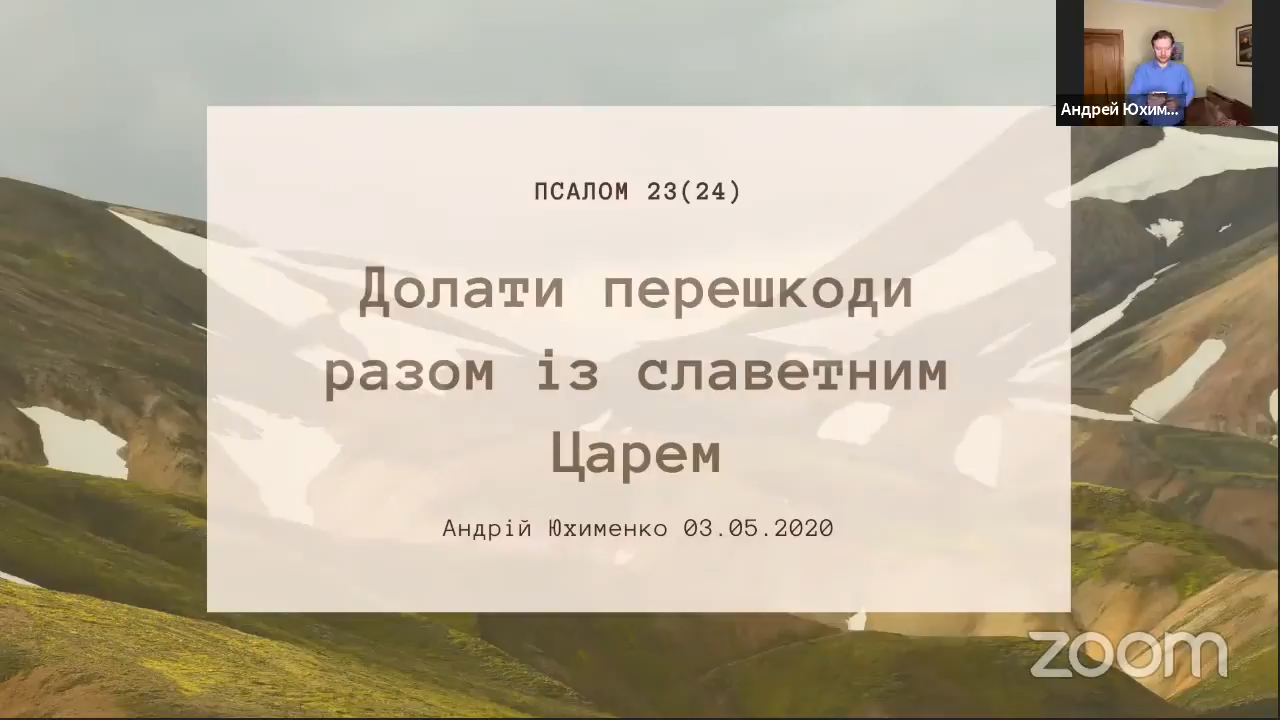 Андрей Юхим...
ПСАЛОМ 23(24)
Долати перешкоди
разом із славетним
Царем
Андрій Юхименко 03.05.2020
zoom